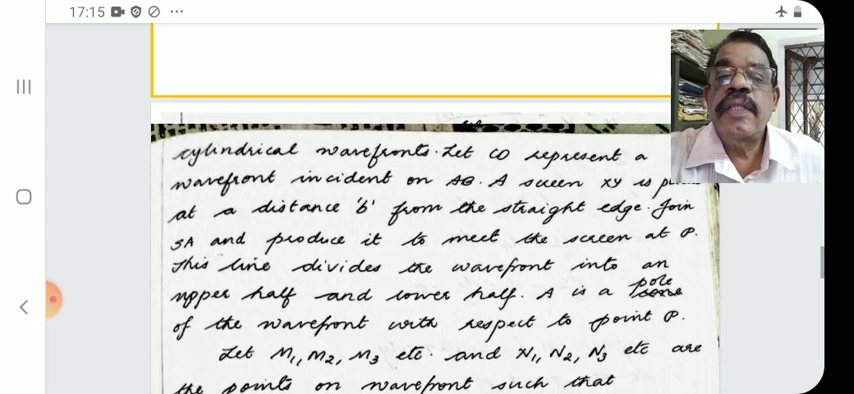 17:15
cylindrical wavefronts. Let CD represent a
wavefront incident on AB. A screen XY is
at a distance 'b' from the straight edge. Join
SA and produce it to meet the screen at P.
This line divides the wavefront into an
upper half and lower half. A is a pole
of the wavefront with respect to point P.
Let M₁, M₂, M₃ etc. and N₁, N₂, N₃ etc are
the points on wavefront such that